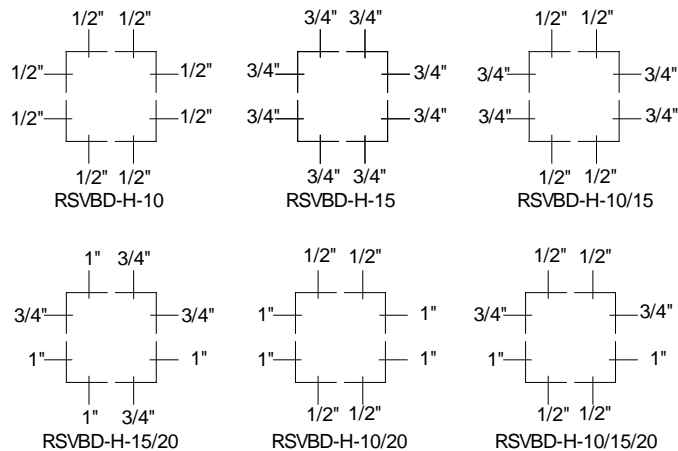 1/2" 1/2" 3/4" 3/4" 1/2" 1/2"
1/2" 1/2" 3/4" 3/4" 3/4" 3/4"
1/2" 1/2" 3/4" 3/4" 3/4" 3/4"
1/2" 1/2" 3/4" 3/4" 1/2" 1/2"
RSVBD-H-10 RSVBD-H-15 RSVBD-H-10/15
1" 3/4" 1/2" 1/2" 1/2" 1/2"
3/4" 3/4" 1" 1" 3/4" 3/4"
1" 1" 1" 1" 1" 1"
1" 3/4" 1/2" 1/2" 1/2" 1/2"
RSVBD-H-15/20 RSVBD-H-10/20 RSVBD-H-10/15/20